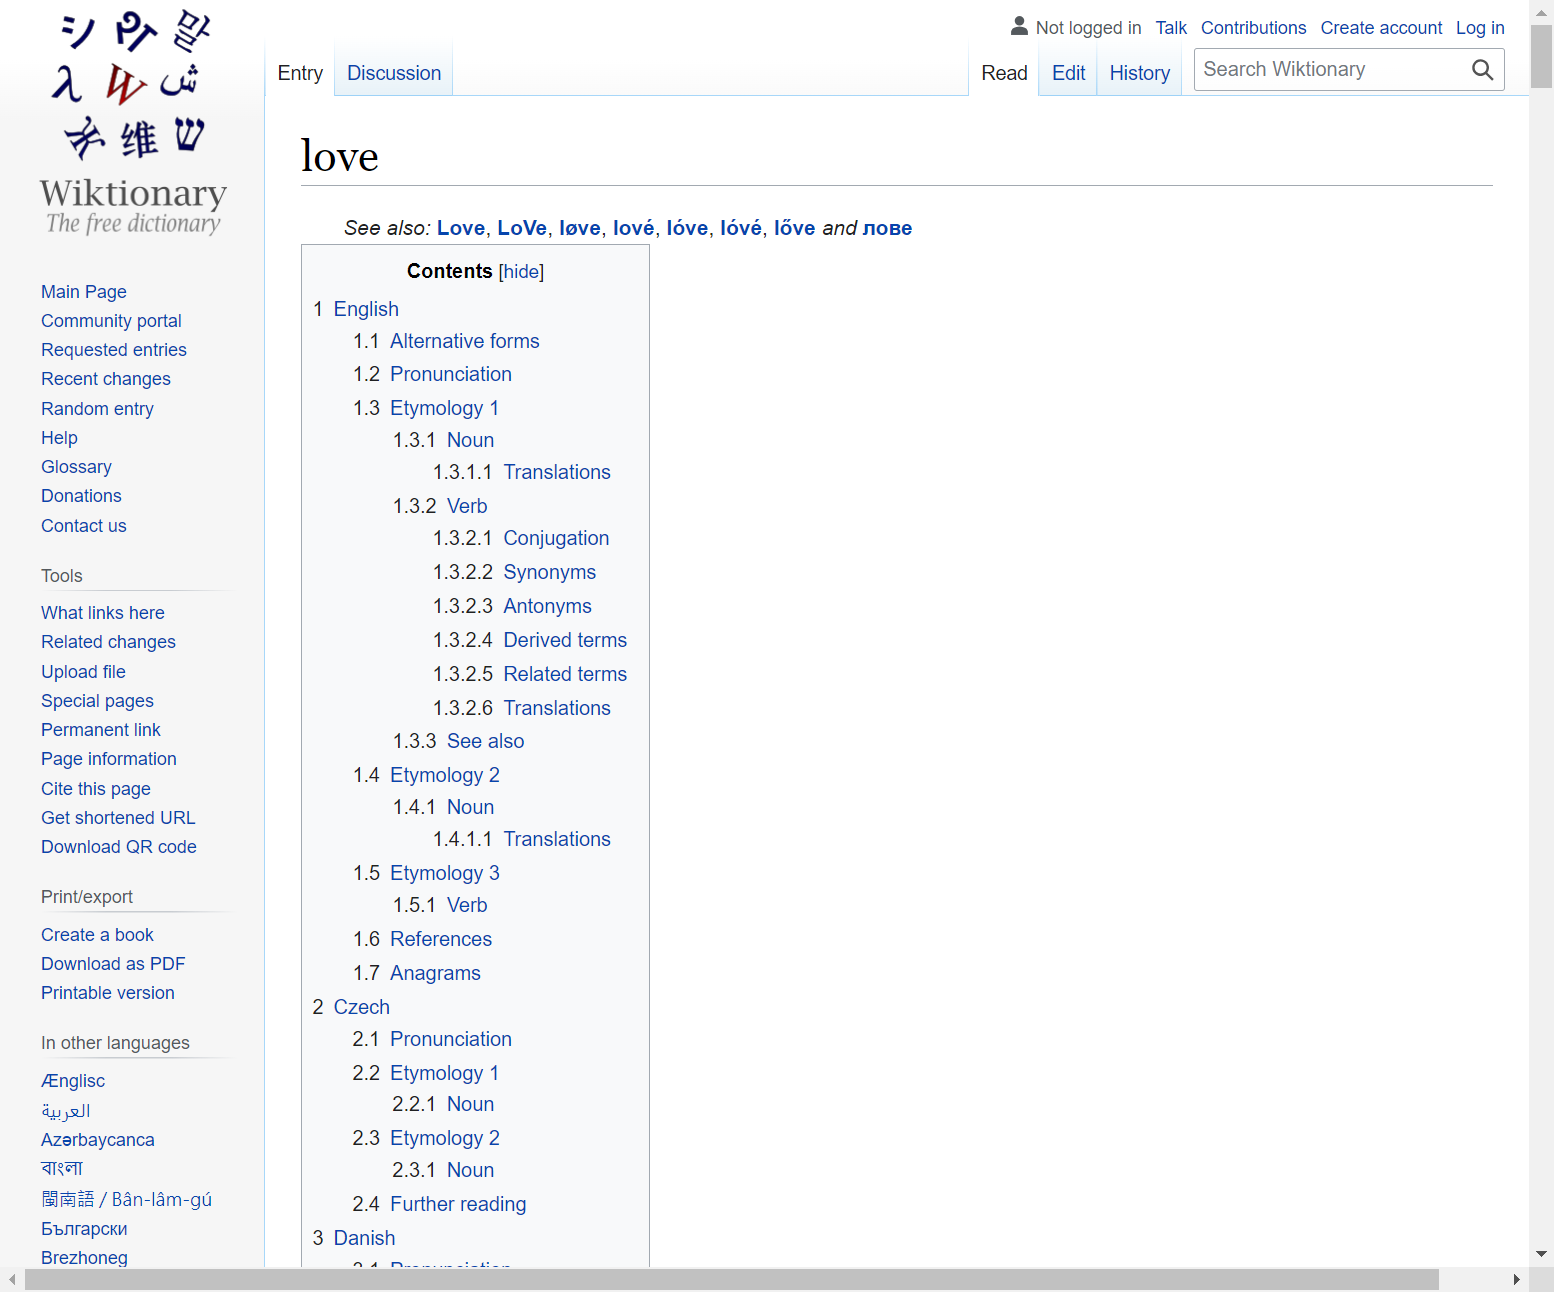 シ
말
λ
W
维
ש
Wiktionary
The free dictionary
Not logged in Talk Contributions Create account Log in
Entry Discussion Read Edit History Search Wiktionary
love
See also: Love, LoVe, løve, lové, lóve, lóvé, lőve and лове
Main Page
Community portal
Requested entries
Recent changes
Random entry
Help
Glossary
Donations
Contact us
Tools
What links here
Related changes
Upload file
Special pages
Permanent link
Page information
Cite this page
Get shortened URL
Download QR code
Print/export
Create a book
Download as PDF
Printable version
In other languages
Ænglisc
العربية
Azərbaycanca
বাংলা
閩南語 / Bân-lâm-gú
Български
Brezhoneg
Contents [hide]
1 English
1.1 Alternative forms
1.2 Pronunciation
1.3 Etymology 1
1.3.1 Noun
1.3.1.1 Translations
1.3.2 Verb
1.3.2.1 Conjugation
1.3.2.2 Synonyms
1.3.2.3 Antonyms
1.3.2.4 Derived terms
1.3.2.5 Related terms
1.3.2.6 Translations
1.3.3 See also
1.4 Etymology 2
1.4.1 Noun
1.4.1.1 Translations
1.5 Etymology 3
1.5.1 Verb
1.6 References
1.7 Anagrams
2 Czech
2.1 Pronunciation
2.2 Etymology 1
2.2.1 Noun
2.3 Etymology 2
2.3.1 Noun
2.4 Further reading
3 Danish
3.1 Pronunciation